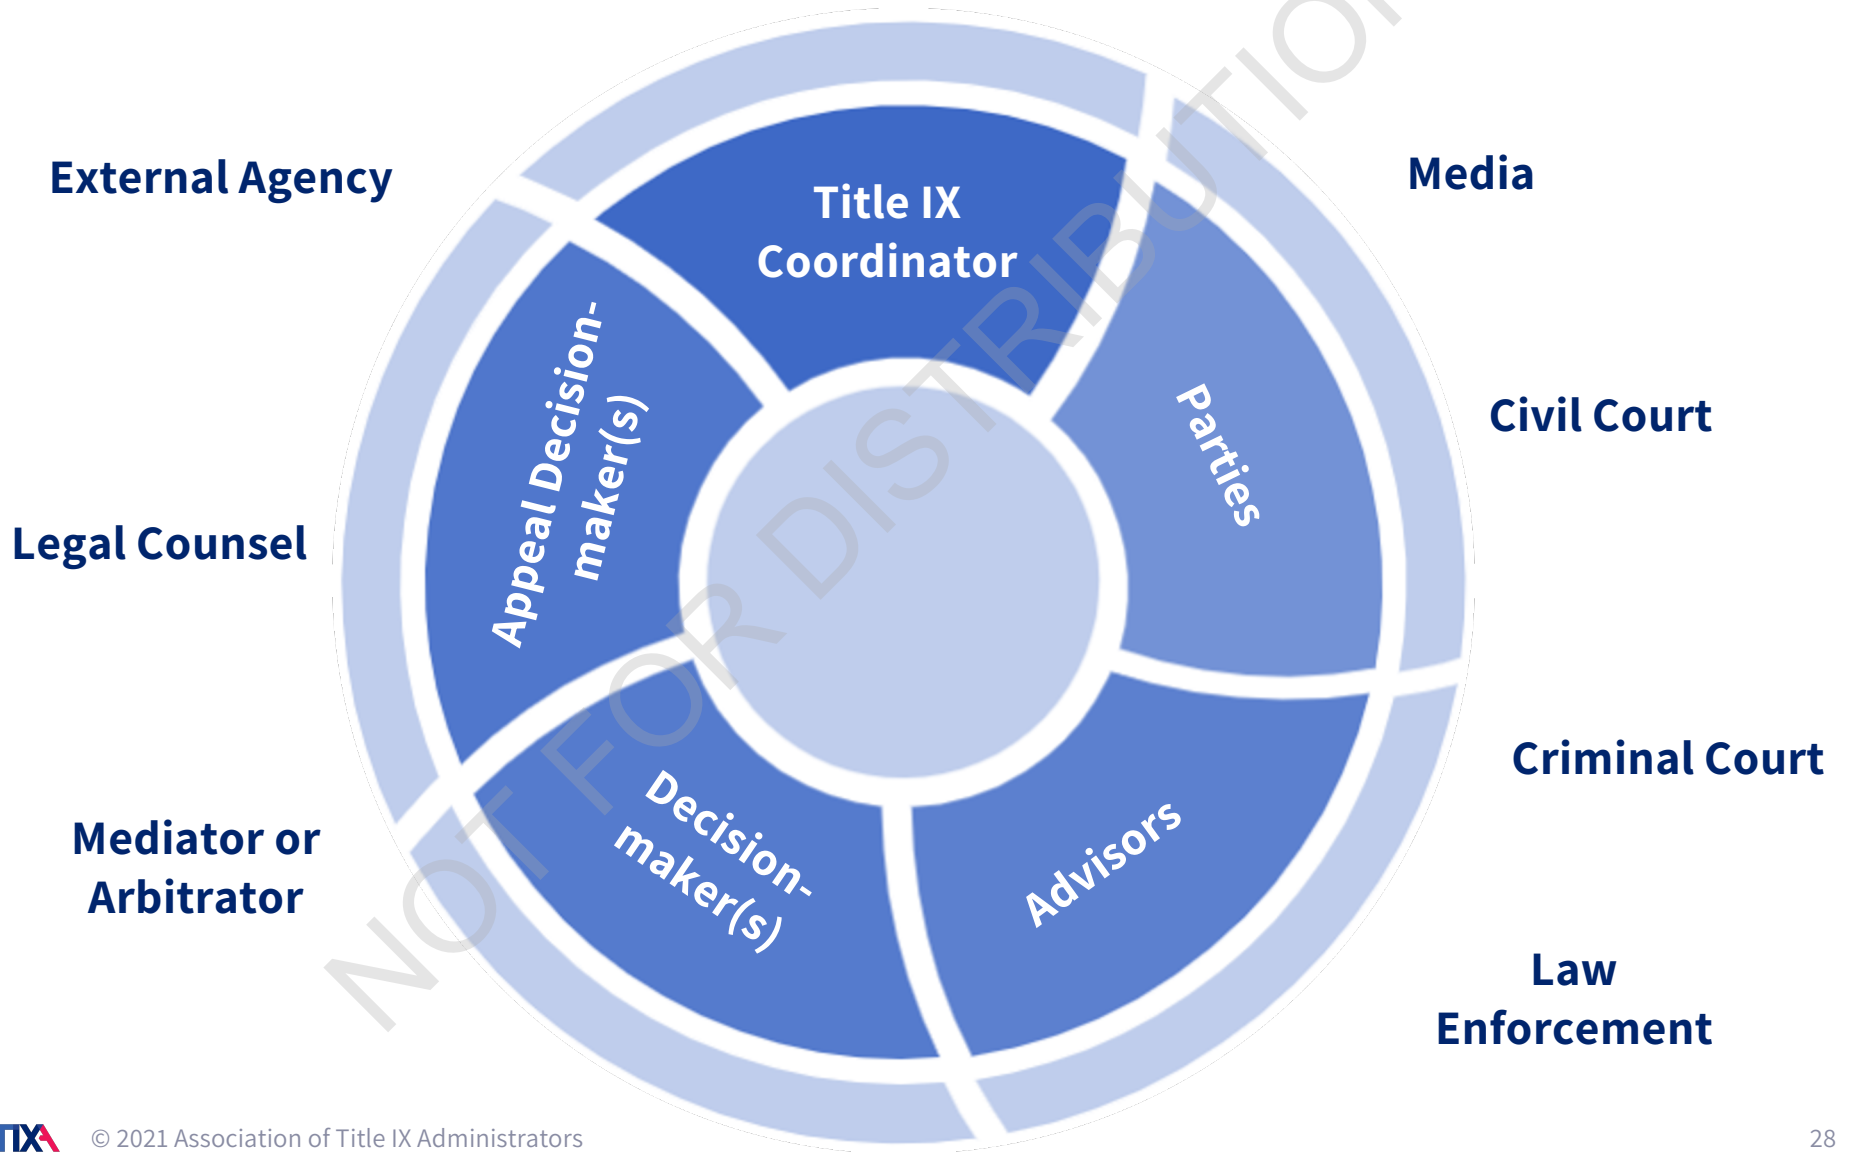 External Agency
Media
Title IX
Coordinator
Parties
Appeal Decision-
maker(s)
Civil Court
Legal Counsel
Criminal Court
Decision-
maker(s)
Advisors
Mediator or
Arbitrator
Law
Enforcement
NOT FOR DISTRIBUTION
TIXA
© 2021 Association of Title IX Administrators
28